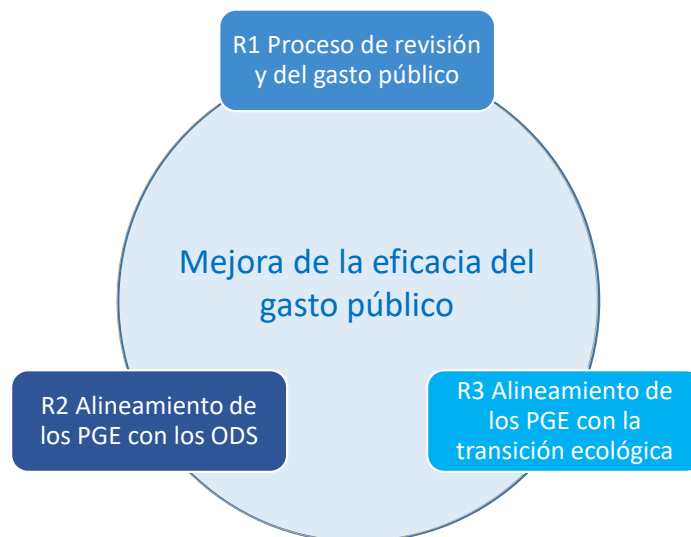 R1 Proceso de revisión
y del gasto público
Mejora de la eficacia del
gasto público
R2 Alineamiento de
los PGE con los ODS
R3 Alineamiento de
los PGE con la
transición ecológica